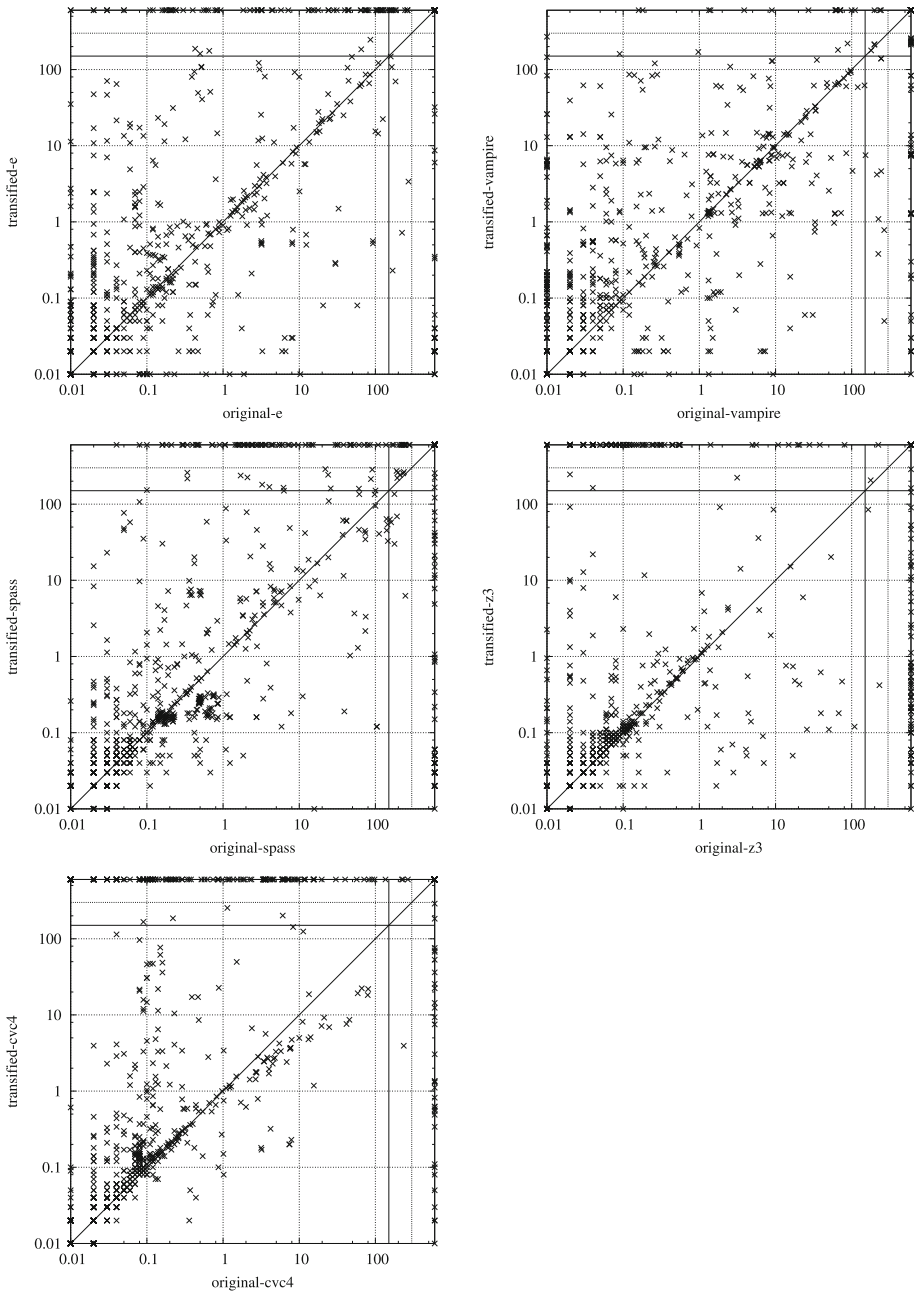 100
10
1
0.1
0.01
transified-e
0.01 0.1 1 10 100
original-e
100
10
1
0.1
0.01
transified-vampire
0.01 0.1 1 10 100
original-vampire
100
10
1
0.1
0.01
transified-spass
0.01 0.1 1 10 100
original-spass
100
10
1
0.1
0.01
transified-z3
0.01 0.1 1 10 100
original-z3
100
10
1
0.1
0.01
transified-cvc4
0.01 0.1 1 10 100
original-cvc4